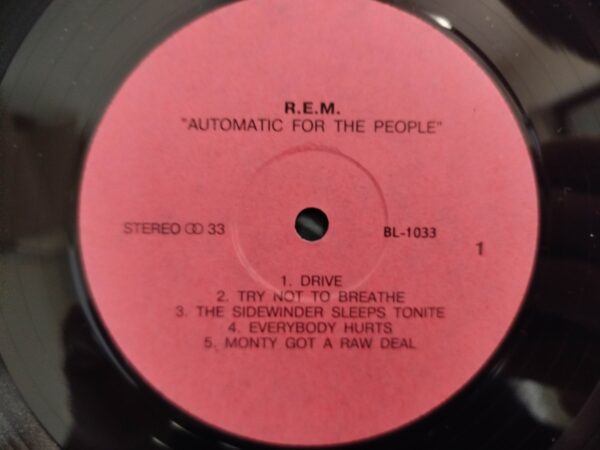 R.E.M.
"AUTOMATIC FOR THE PEOPLE"
STEREO ꝏ 33
BL-1033
1
1. DRIVE
2. TRY NOT TO BREATHE
3. THE SIDEWINDER SLEEPS TONITE
4. EVERYBODY HURTS
5. MONTY GOT A RAW DEAL